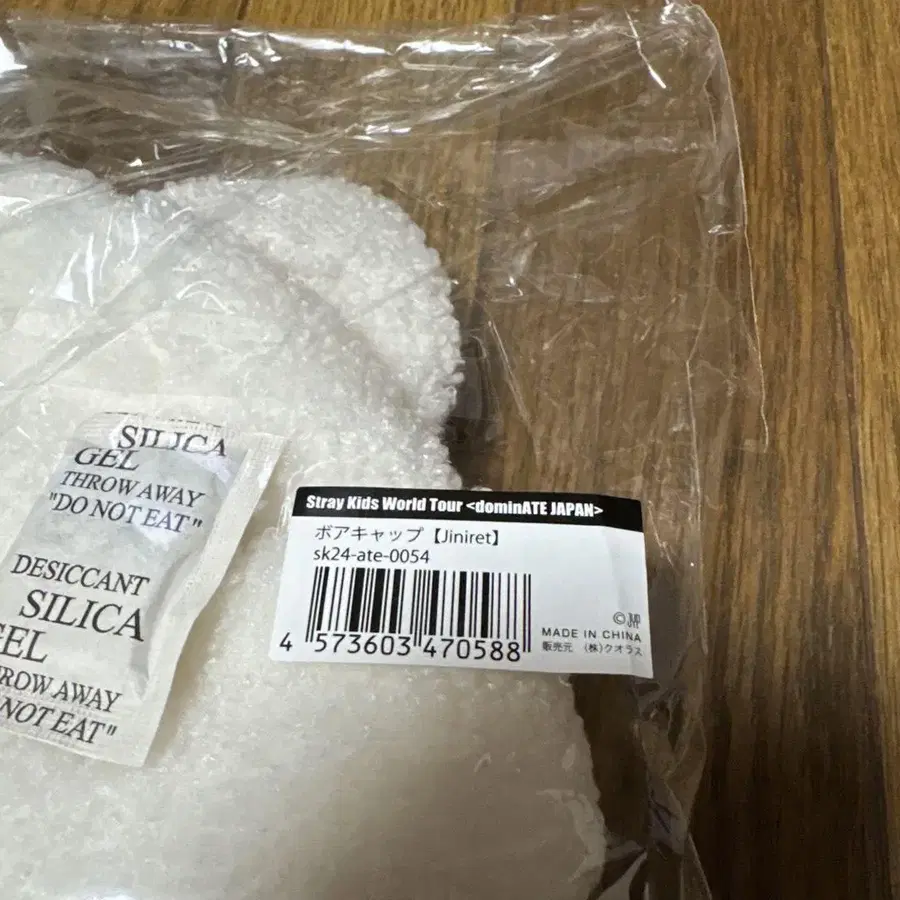 SILICA
GEL
THROW AWAY
"DO NOT EAT"
DESICCANT
SILICA
GEL
THROW AWAY
NOT EAT"
Stray Kids World Tour <dominATE JAPAN>
ボアキャップ【Jiniret】
sk24-ate-0054
4 573603 470588
©JYP
MADE IN CHINA
販売元 (株)クオラス